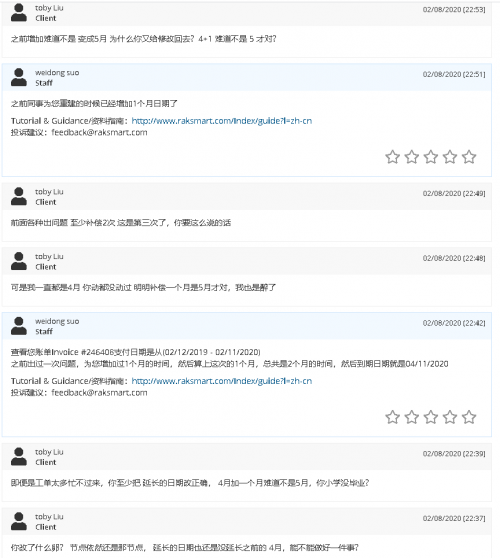 toby Liu
02/08/2020 [22:53]
Client
之前增加难道不是 变成5月 为什么你又给修改回去？4+1 难道不是 5 才对？
weidong suo
02/08/2020 [22:51]
Staff
之前同事为您重建的时候已经增加1个月日期了
Tutorial & Guidance/资料指南：http://www.raksmart.com/index/guide?l=zh-cn
投诉建议：feedback@raksmart.com
toby Liu
02/08/2020 [22:49]
Client
前面各种出问题 至少补偿2次 这是第三次了，你要这么说的话
toby Liu
02/08/2020 [22:48]
Client
可是我一直都是4月 你动都没动过 明明补偿一个月是5月才对，我也是醉了
weidong suo
02/08/2020 [22:42]
Staff
查看您账单Invoice #246408支付日期是从(02/12/2019 - 02/11/2020)
之前出过一次问题，为您增加过1个月的时间，然后算上这次的1个月，总共是2个月的时间，然后到期日期就是04/11/2020
Tutorial & Guidance/资料指南：http://www.raksmart.com/index/guide?l=zh-cn
投诉建议：feedback@raksmart.com
toby Liu
02/08/2020 [22:39]
Client
即便是工单太多忙不过来，你至少把 延长的日期改正确， 4月加一个月难道不是5月，你小学没毕业？
toby Liu
02/08/2020 [22:37]
Client
你改了什么卵？ 节点依然还是那节点， 延长的日期也还是没延长之前的 4月，能不能做好一件事？